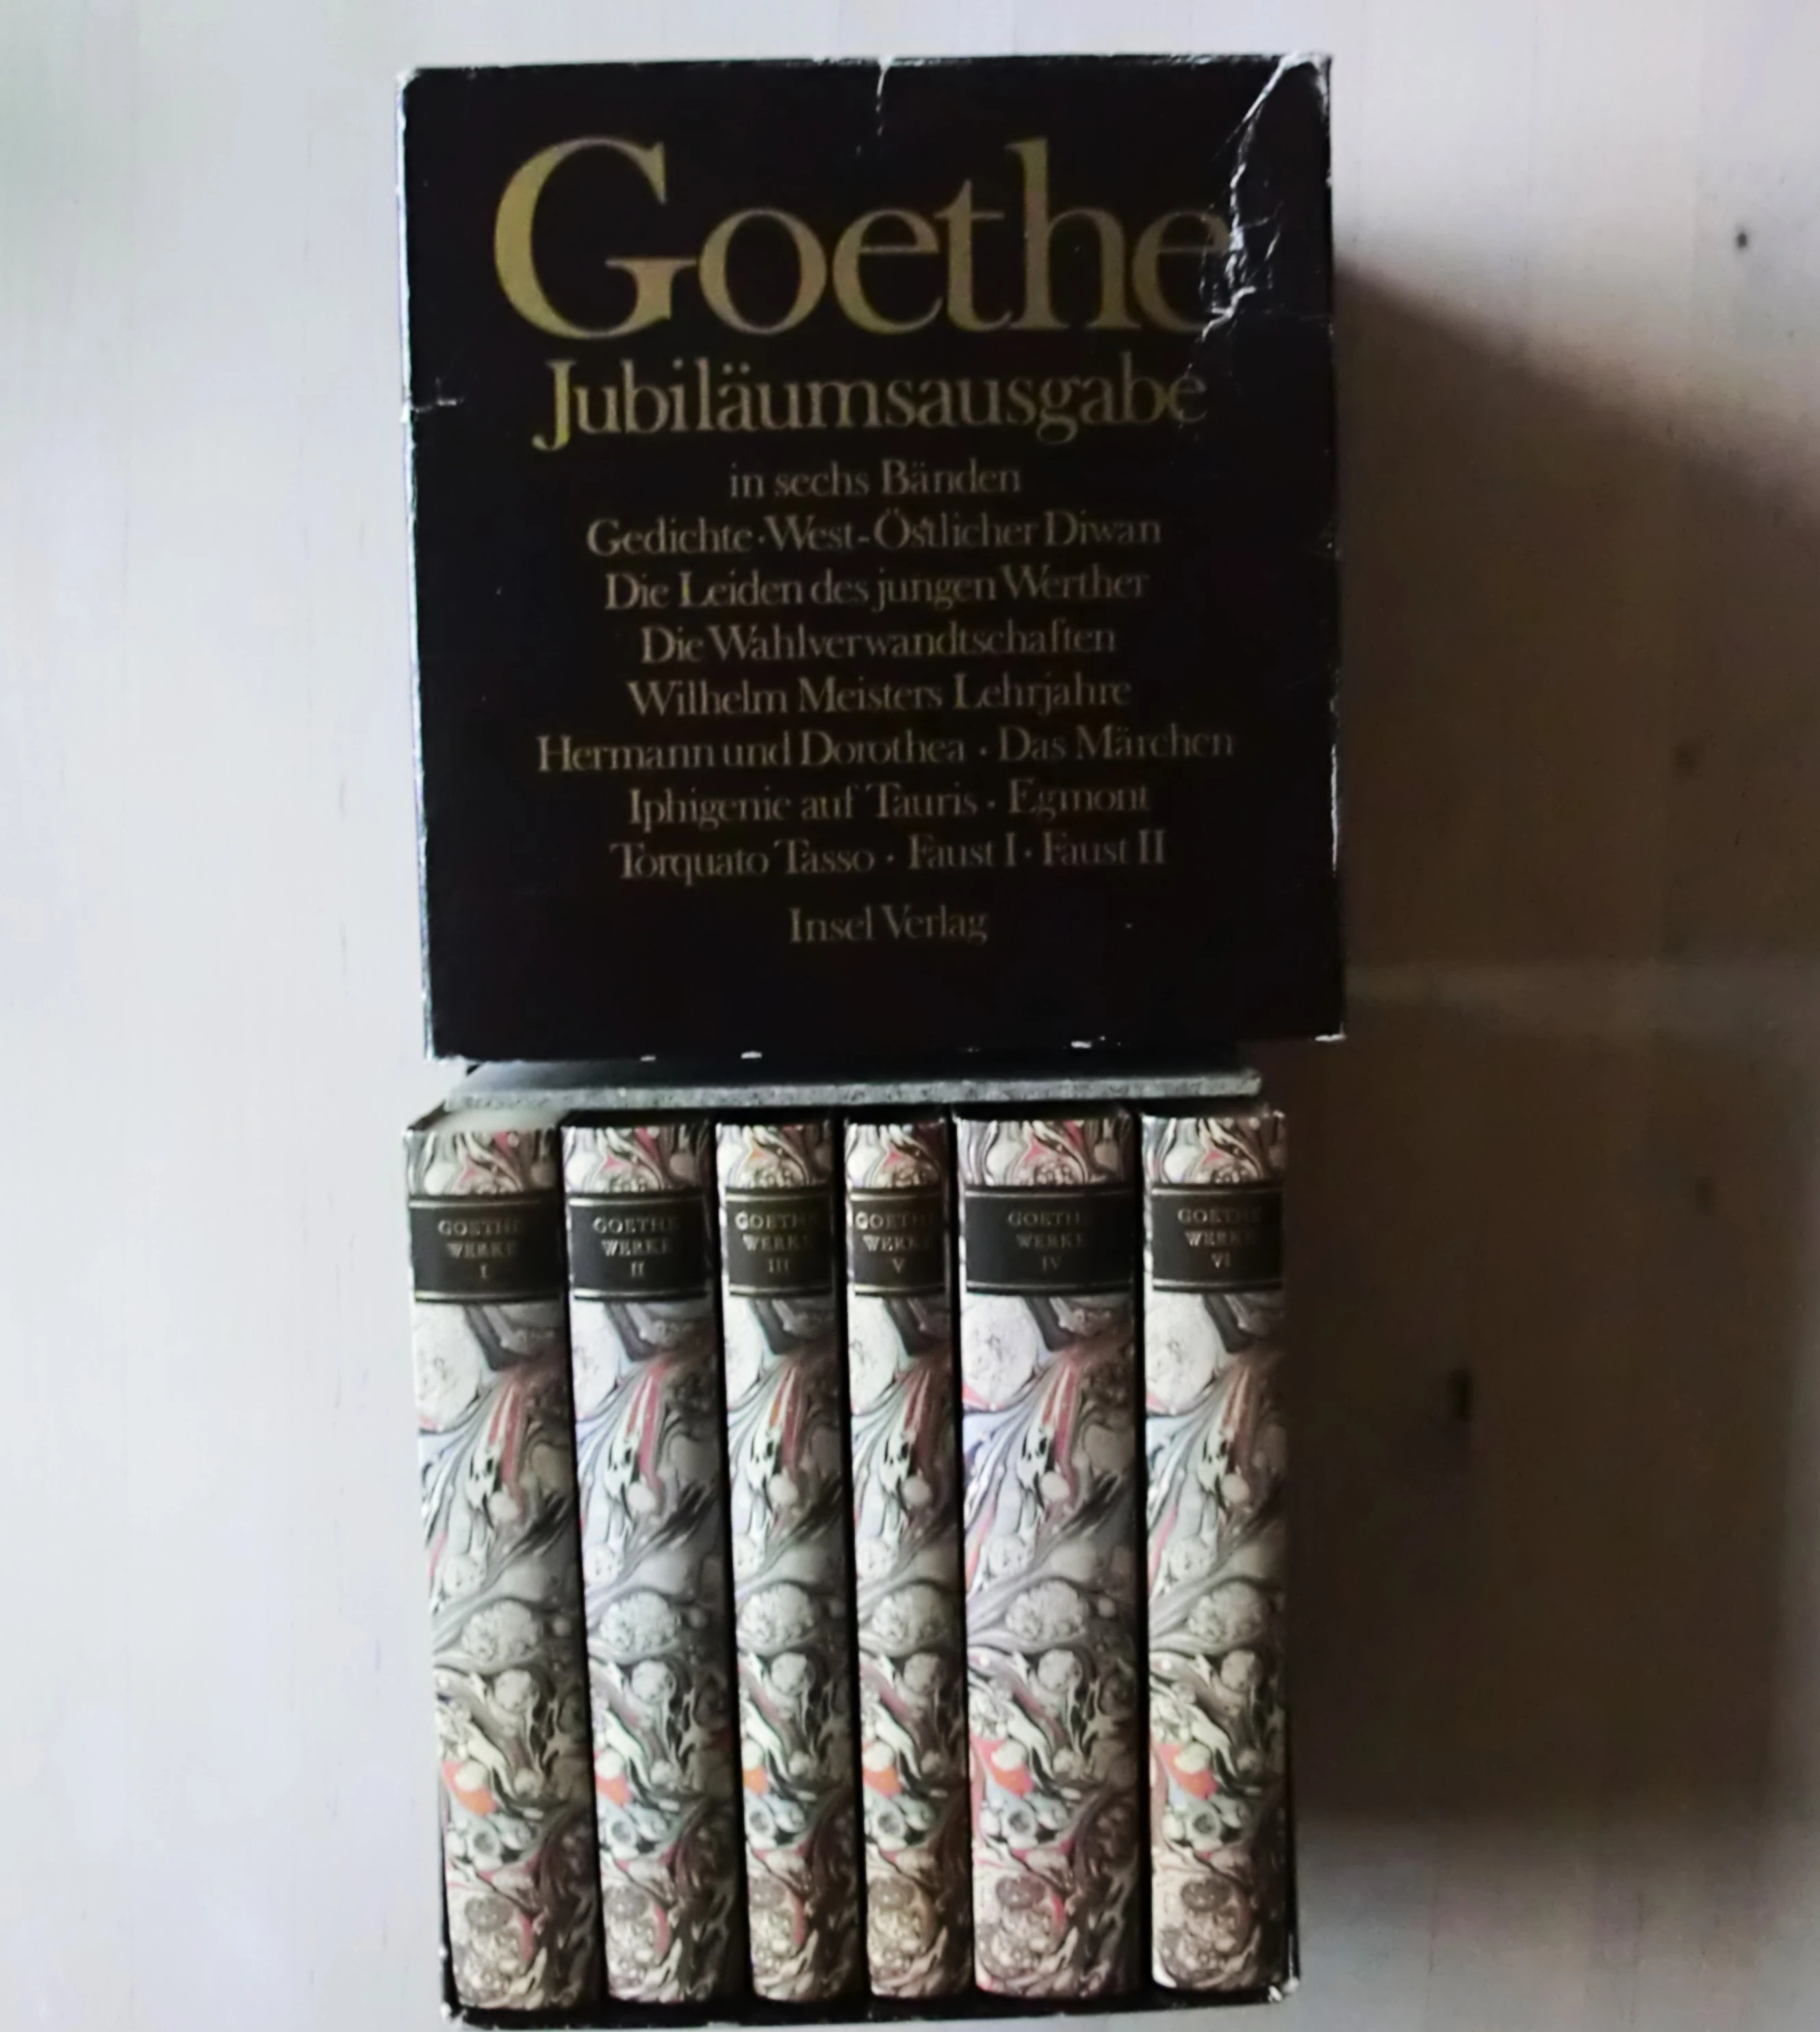 Goethe
Jubiläumsausgabe
in sechs Bänden
Gedichte · West-Östlicher Diwan
Die Leiden des jungen Werther
Die Wahlverwandtschaften
Wilhelm Meisters Lehrjahre
Hermann und Dorothea · Das Märchen
Iphigenie auf Tauris · Egmont
Torquato Tasso · Faust I · Faust II
Insel Verlag
GOETHE
WERKE
I
GOETHE
WERKE
II
GOETHE
WERKE
III
GOETHE
WERKE
V
GOETHE
WERKE
IV
GOETHE
WERKE
VI